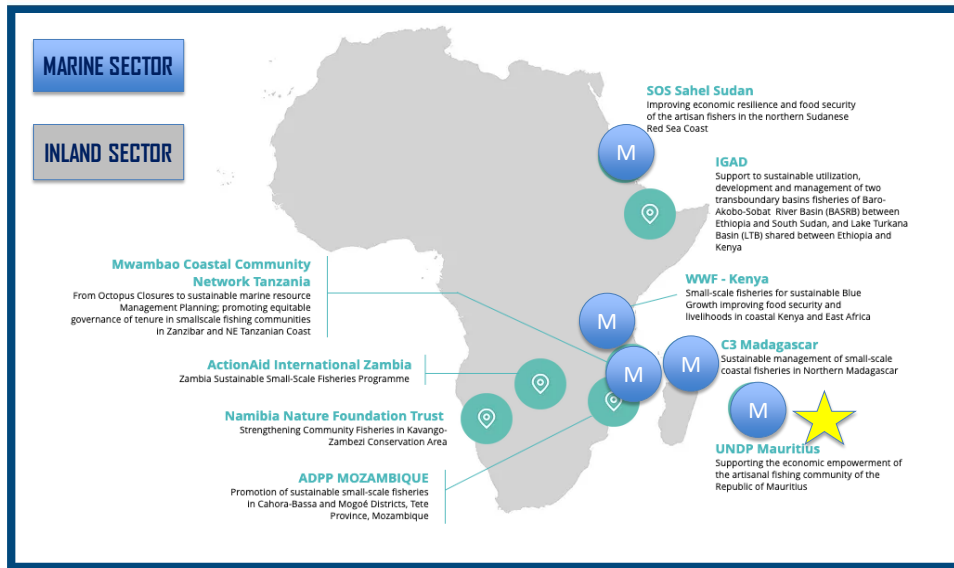 MARINE SECTOR
INLAND SECTOR
SOS Sahel Sudan
Improving economic resilience and food security
of the artisan fishers in the northern Sudanese
Red Sea Coast
M
IGAD
Support to sustainable utilization,
development and management of two
transboundary basins fisheries of Baro-
Akobo-Sobat River Basin (BASRB) between
Ethiopia and South Sudan, and Lake Turkana
Basin (LTB) shared between Ethiopia and
Kenya
Mwambao Coastal Community
Network Tanzania
From Octopus Closures to sustainable marine resource
Management Planning; promoting equitable
governance of tenure in smallscale fishing communities
in Zanzibar and NE Tanzanian Coast
WWF - Kenya
Small-scale fisheries for sustainable Blue
Growth improving food security and
livelihoods in coastal Kenya and East Africa
M
C3 Madagascar
Sustainable management of small-scale
coastal fisheries in Northern Madagascar
M
M
ActionAid International Zambia
Zambia Sustainable Small-Scale Fisheries Programme
Namibia Nature Foundation Trust
Strengthening Community Fisheries in Kavango-
Zambezi Conservation Area
M
UNDP Mauritius
Supporting the economic empowerment of
the artisanal fishing community of the
Republic of Mauritius
ADPP MOZAMBIQUE
Promotion of sustainable small-scale fisheries
in Cahora-Bassa and Mogoé Districts, Tete
Province, Mozambique